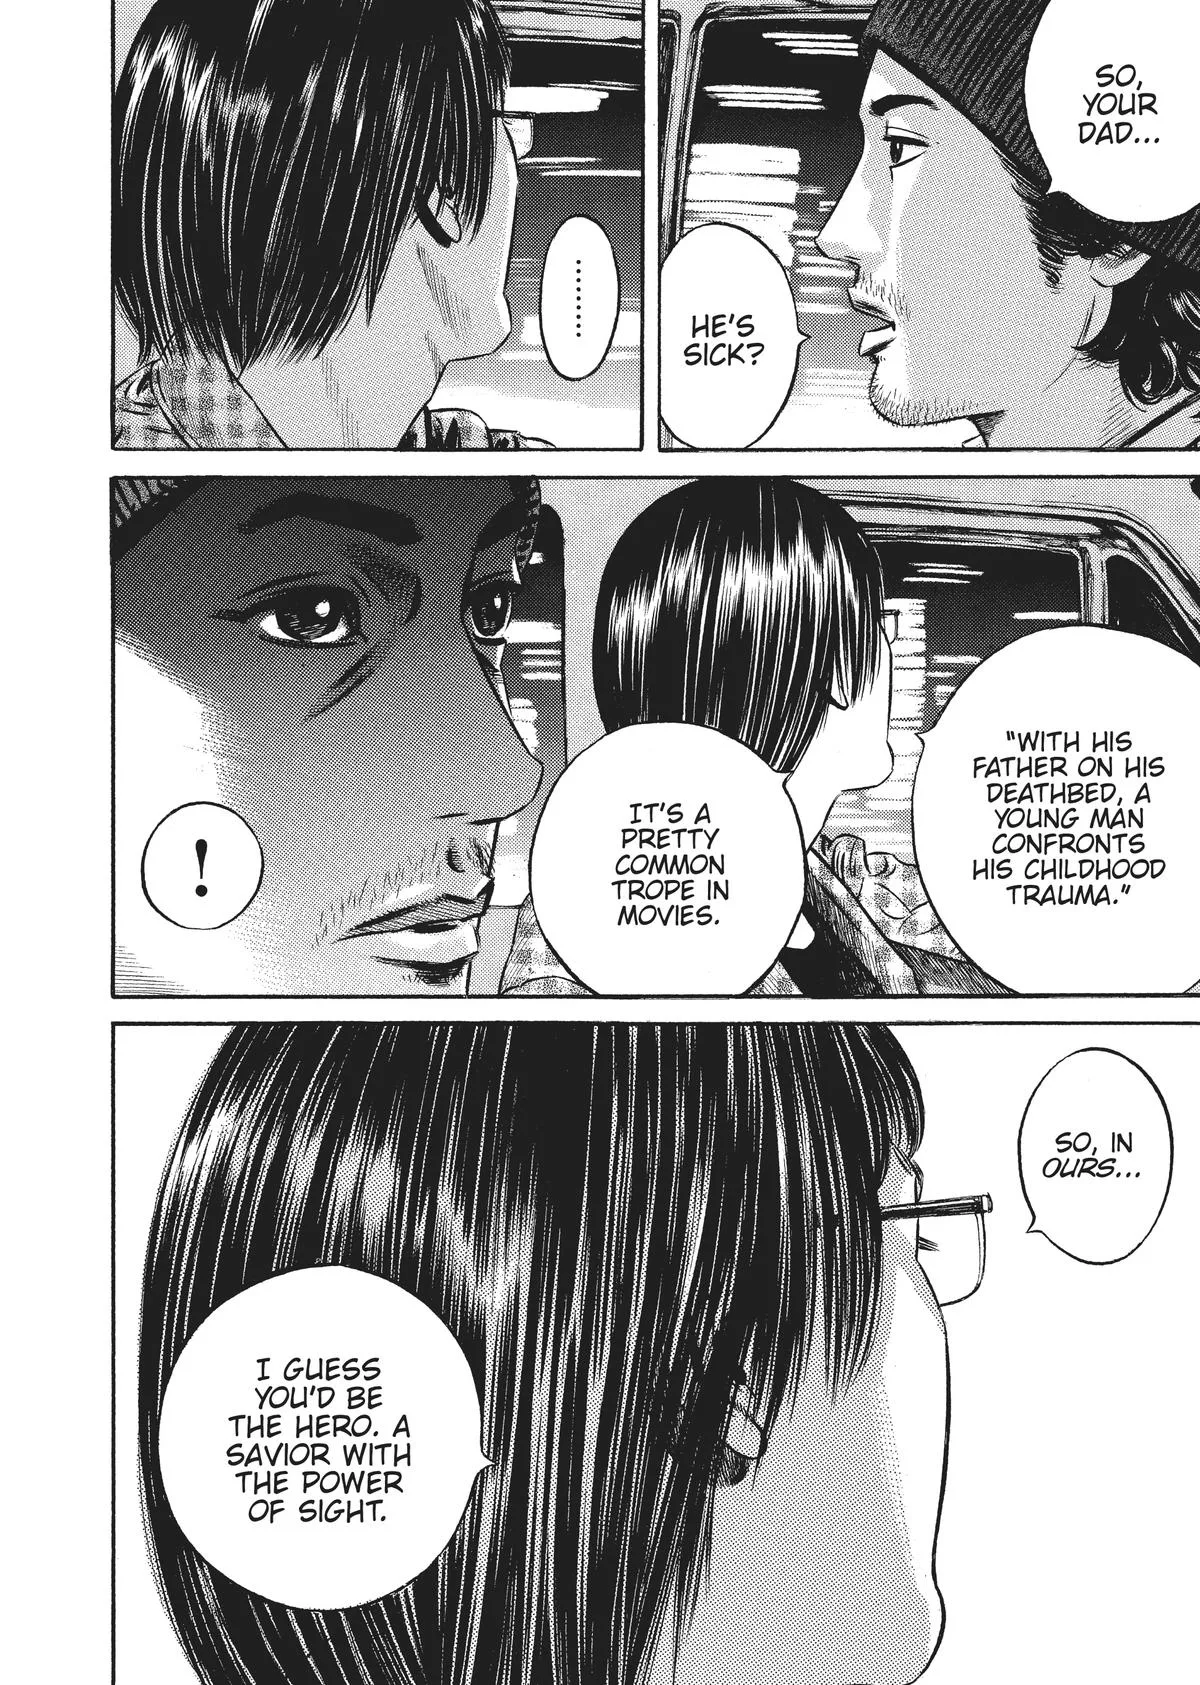 SO,
YOUR
DAD...
HE'S
SICK?
.........
"WITH HIS
FATHER ON HIS
DEATHBED, A
YOUNG MAN
CONFRONTS
HIS CHILDHOOD
TRAUMA."
IT'S A
PRETTY
COMMON
TROPE IN
MOVIES.
!
SO, IN
OURS...
I GUESS
YOU'D BE
THE HERO. A
SAVIOR WITH
THE POWER
OF SIGHT.